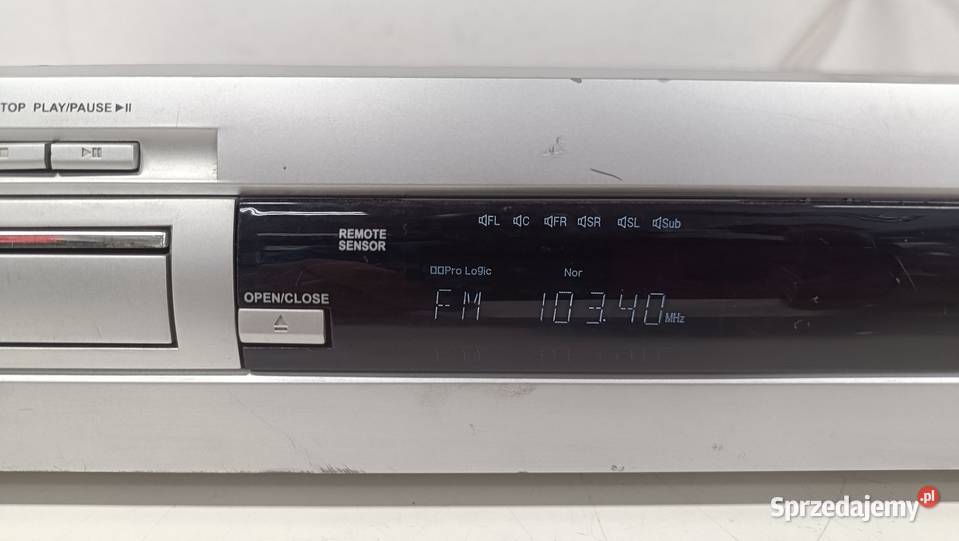 TOP PLAY/PAUSE ▶II
FL C FR SR SL Sub
REMOTE
SENSOR
Pro Logic Nor
OPEN/CLOSE
FM 103.40 MHz
Sprzedajemy.pl